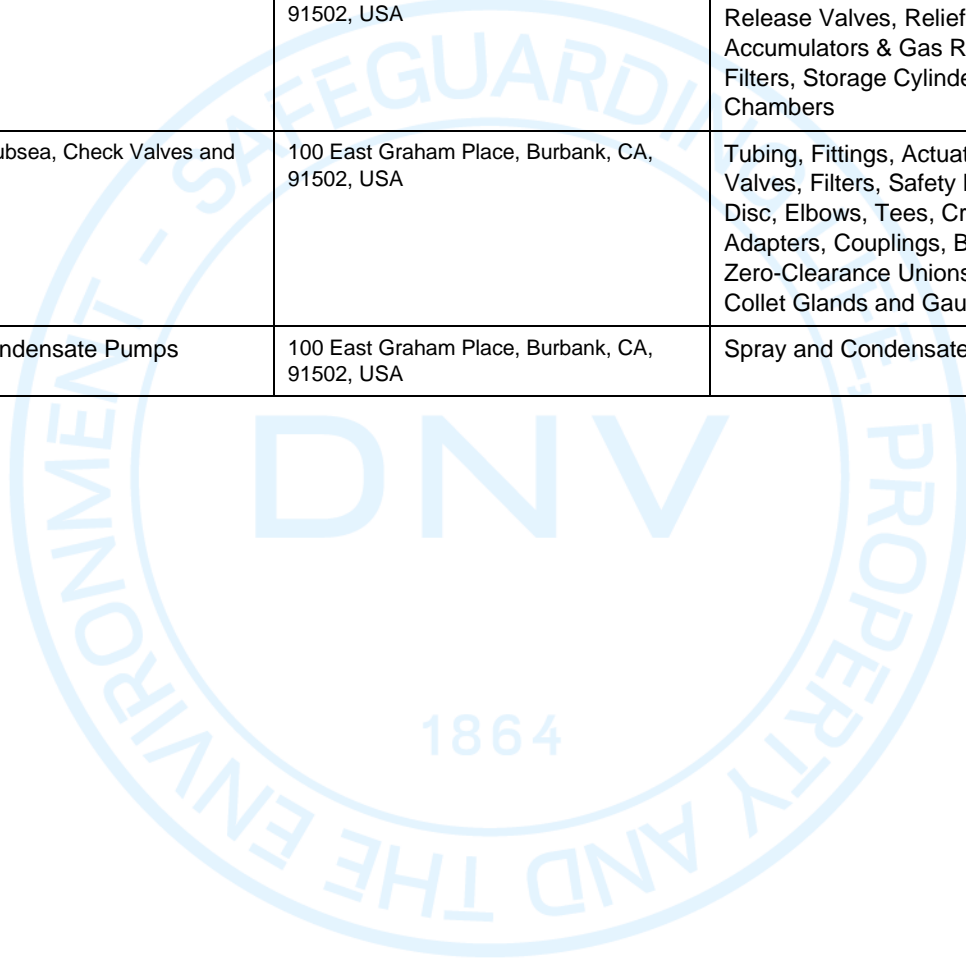 91502, USA
Release Valves, Relief
Accumulators & Gas R
Filters, Storage Cylinde
Chambers
ubsea, Check Valves and
100 East Graham Place, Burbank, CA,
91502, USA
Tubing, Fittings, Actuat
Valves, Filters, Safety
Disc, Elbows, Tees, Cr
Adapters, Couplings, B
Zero-Clearance Unions
Collet Glands and Gau
ndensate Pumps
100 East Graham Place, Burbank, CA,
91502, USA
Spray and Condensate
SAFEGUARDING LIFE, PROPERTY AND THE ENVIRONMENT -
DNV
1864